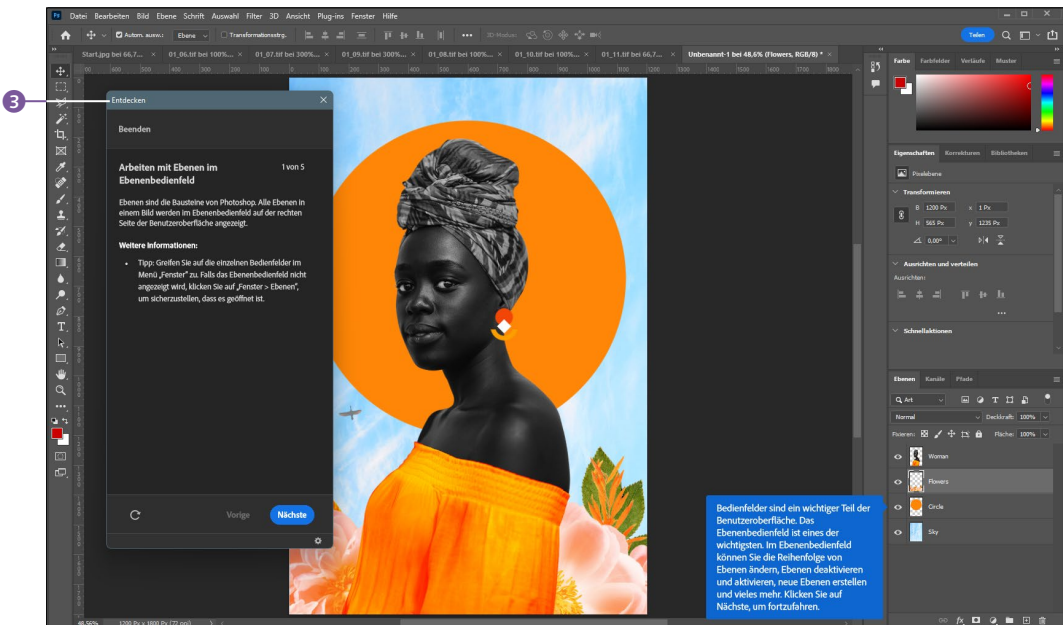 Datei Bearbeiten Bild Ebene Schrift Auswahl Filter 3D Ansicht Plug-ins Fenster Hilfe
Autom. ausw.: Ebene Transformationsstrg. 3D-Modus: Teilen
Start.jpg bei 66.7... × 01_06.tif bei 100%... × 01_07.tif bei 300%... × 01_09.tif bei 300%... × 01_08.tif bei 100%... × 01_10.tif bei 100%... × 01_11.tif bei 66.7... × Unbenannt-1 bei 48,6% (Flowers, RGB/8) * ×
3
Entdecken
Beenden
Arbeiten mit Ebenen im Ebenenbedienfeld
1 von 5
Ebenen sind die Bausteine von Photoshop. Alle Ebenen in
einem Bild werden im Ebenenbedienfeld auf der rechten
Seite der Benutzeroberfläche angezeigt.
Weitere Informationen:
• Tipp: Greifen Sie auf die einzelnen Bedienfelder im
Menü „Fenster" zu. Falls das Ebenenbedienfeld nicht
angezeigt wird, klicken Sie auf „Fenster > Ebenen",
um sicherzustellen, dass es geöffnet ist.
Vorige Nächste
Farbe Farbfelder Verläufe Muster
Eigenschaften Korrekturen Bibliotheken
Pixelebene
Transformieren
B 1200 Px x 1 Px
H 565 Px y 1235 Px
0,00°
Ausrichten und verteilen
Ausrichten:
Schnellaktionen
Ebenen Kanäle Pfade
Art
Normal Deckkraft: 100%
Fixieren: Fläche: 100%
Woman
Flowers
Circle
Sky
Bedienfelder sind ein wichtiger Teil der
Benutzeroberfläche. Das
Ebenenbedienfeld ist eines der
wichtigsten. Im Ebenenbedienfeld
können Sie die Reihenfolge von
Ebenen ändern, Ebenen deaktivieren
und aktivieren, neue Ebenen erstellen
und vieles mehr. Klicken Sie auf
Nächste, um fortzufahren.
48,56% 1200 Px x 1800 Px (72 ppi)